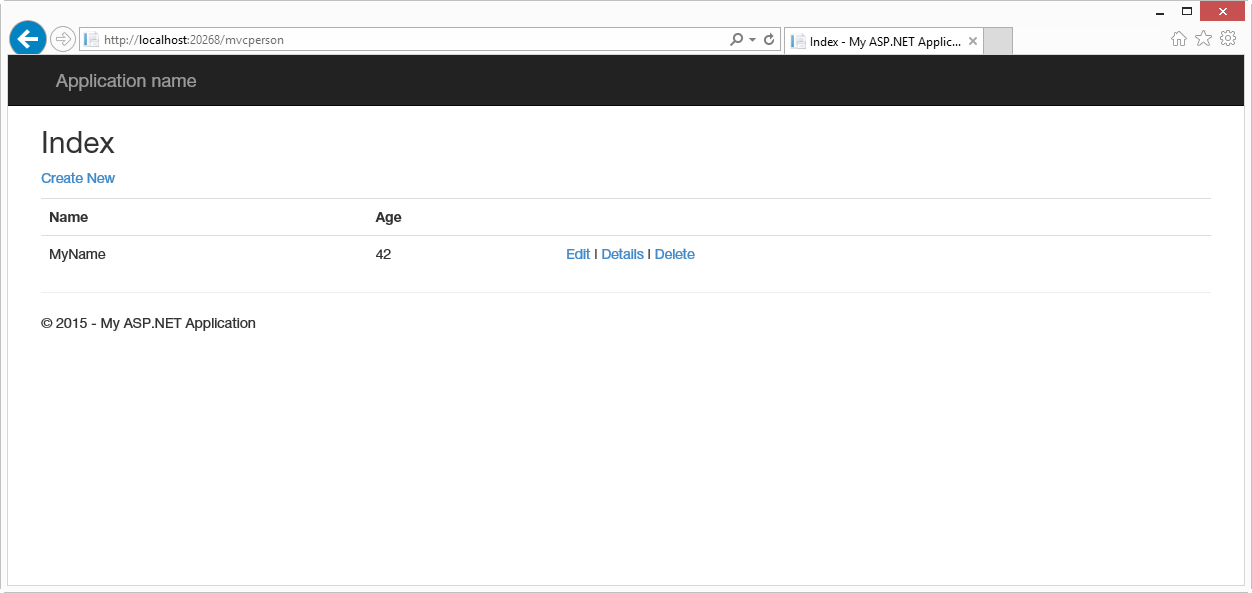 http://localhost:20268/mvcperson
Index - My ASP.NET Applic...
Application name
Index
Create New
Name Age
MyName 42 Edit | Details | Delete
© 2015 - My ASP.NET Application